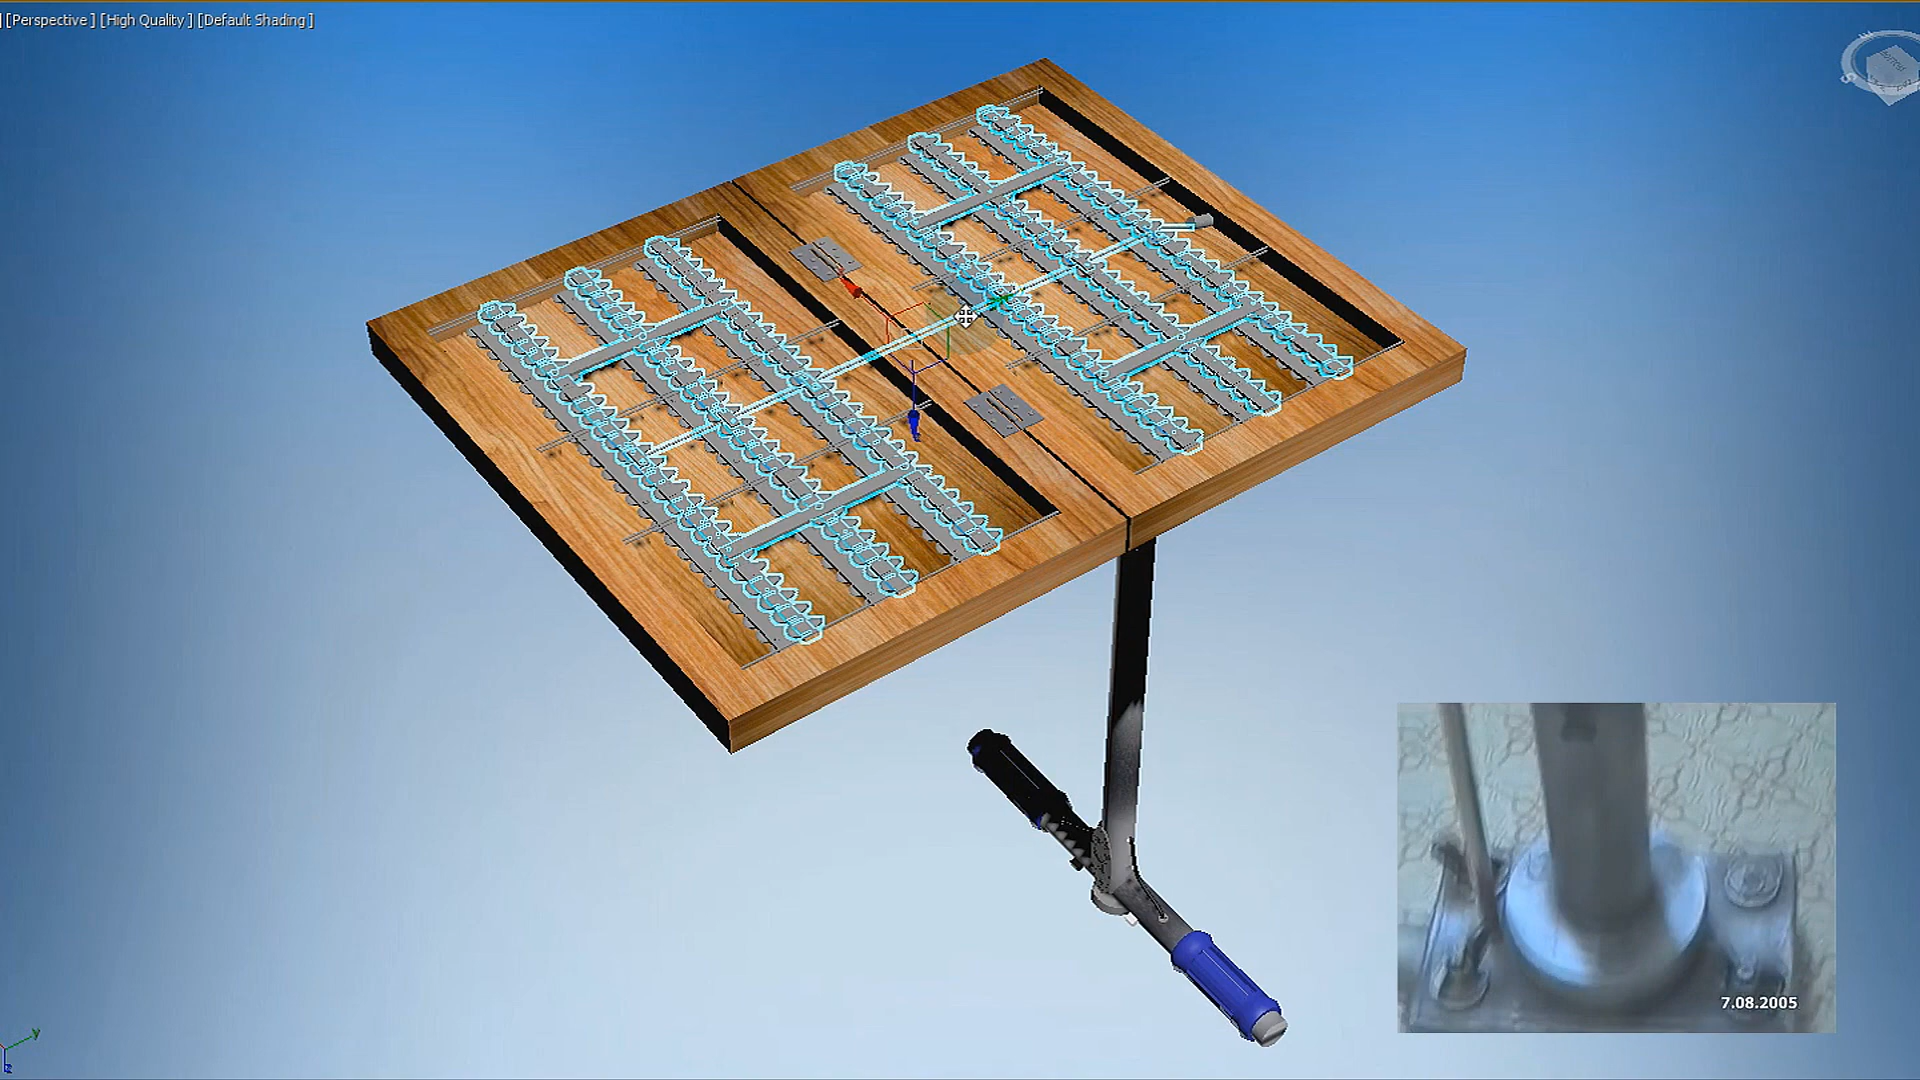 [Perspective ] [High Quality ] [Default Shading ]
7.08.2005
y
z